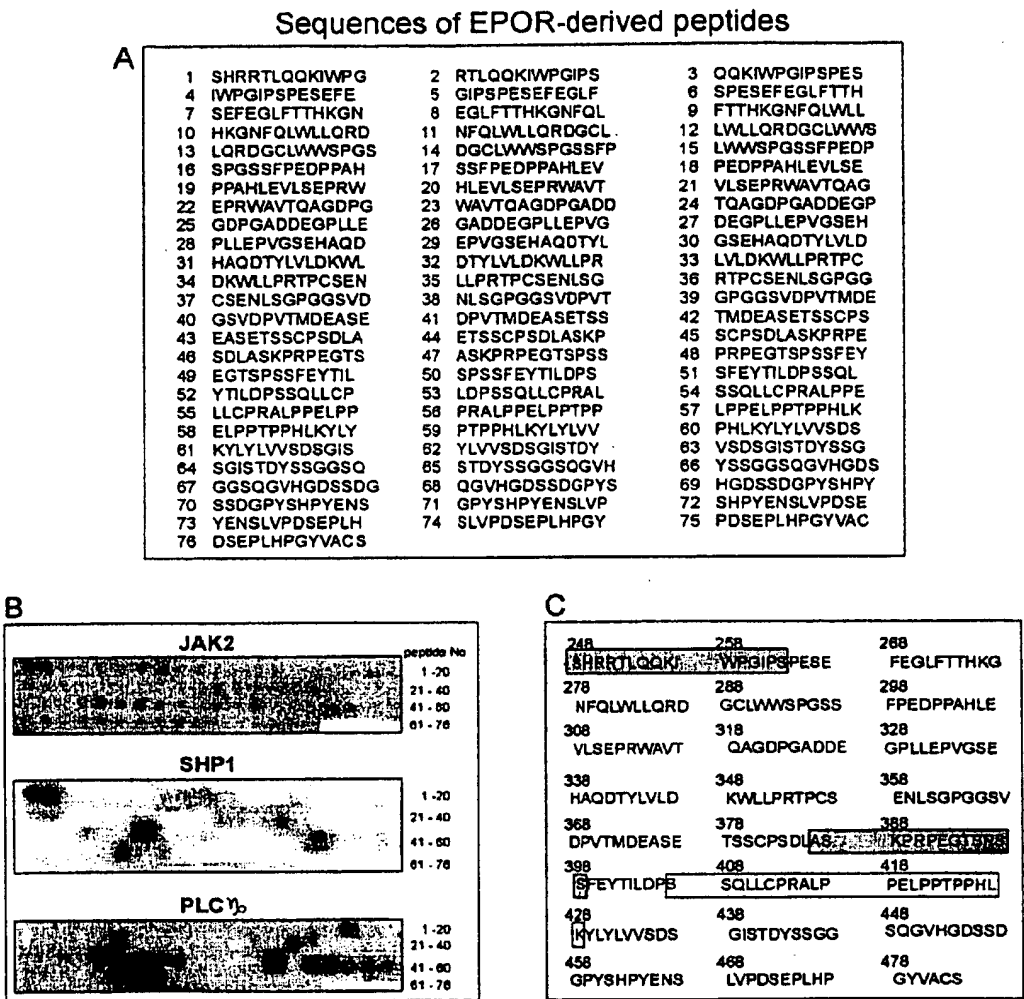 Sequences of EPOR-derived peptides
A
1 SHRRTLQQKIWPG 2 RTLQQKIWPGIPS 3 QQKIWPGIPSPES
4 IWPGIPSPESEFE 5 GIPSPESEFEGLF 6 SPESEFEGLFTTH
7 SEFEGLFTTHKGN 8 EGLFTTHKGNFQL 9 FTTHKGNFQLWLL
10 HKGNFQLWLLQRD 11 NFQLWLLQRDGCL 12 LWLLQRDGCLWWS
13 LQRDGCLWWSPGS 14 DGCLWWSPGSSFP 15 LWWSPGSSFPEDP
16 SPGSSFPEDPPAH 17 SSFPEDPPAHLEV 18 PEDPPAHLEVLSE
19 PPAHLEVLSEPRW 20 HLEVLSEPRWAVT 21 VLSEPRWAVTQAG
22 EPRWAVTQAGDPG 23 WAVTQAGDPGADD 24 TQAGDPGADDEGP
25 GDPGADDEGPLLE 26 GADDEGPLLEPVG 27 DEGPLLEPVGSEH
28 PLLEPVGSEHAQD 29 EPVGSEHAQDTYL 30 GSEHAQDTYLVLD
31 HAQDTYLVLDKWL 32 DTYLVLDKWLLPR 33 LVLDKWLLPRTPC
34 DKWLLPRTPCSEN 35 LLPRTPCSENLSG 36 RTPCSENLSGPGG
37 CSENLSGPGGSVD 38 NLSGPGGSVDPVT 39 GPGGSVDPVTMDE
40 GSVDPVTMDEASE 41 DPVTMDEASETSS 42 TMDEASETSSCPS
43 EASETSSCPSDLA 44 ETSSCPSDLASKP 45 SCPSDLASKPRPE
46 SDLASKPRPEGTS 47 ASKPRPEGTSPSS 48 PRPEGTSPSSFEY
49 EGTSPSSFEYTIL 50 SPSSFEYTILDPS 51 SFEYTILDPSSQL
52 YTILDPSSQLLCP 53 LDPSSQLLCPRAL 54 SSQLLCPRALPPE
55 LLCPRALPPELPP 56 PRALPPELPPTPP 57 LPPELPPTPPHLK
58 ELPPTPPHLKYLY 59 PTPPHLKYLYLVV 60 PHLKYLYLVVSDS
61 KYLYLVVSDSGIS 62 YLVVSDSGISTDY 63 VSDSGISTDYSSG
64 SGISTDYSSGGSQ 65 STDYSSGGSQGVH 66 YSSGGSQGVHGDS
67 GGSQGVHGDSSDG 68 QGVHGDSSDGPYS 69 HGDSSDGPYSHPY
70 SSDGPYSHPYENS 71 GPYSHPYENSLVP 72 SHPYENSLVPDSE
73 YENSLVPDSEPLH 74 SLVPDSEPLHPGY 75 PDSEPLHPGYVAC
76 DSEPLHPGYVACS
B
JAK2
peptide No
1 -20
21 - 40
41 - 60
61 - 76
SHP1
1 -20
21 - 40
41 - 60
61 - 76
PLCγ
1 -20
21 - 40
41 - 60
61 - 76
C
248 258 268
SHRRTLQQKI WPGIPSPESE FEGLFTTHKG
278 288 298
NFQLWLLQRD GCLWWSPGSS FPEDPPAHLE
308 318 328
VLSEPRWAVT QAGDPGADDE GPLLEPVGSE
338 348 358
HAQDTYLVLD KWLLPRTPCS ENLSGPGGSV
368 378 388
DPVTMDEASE TSSCPSDLAS KPRPEGTSPS
398 408 418
SFEYTILDPS SQLLCPRALP PELPPTPPHL
428 438 448
KYLYLVVSDS GISTDYSSGG SQGVHGDSSD
458 468 478
GPYSHPYENS LVPDSEPLHP GYVACS